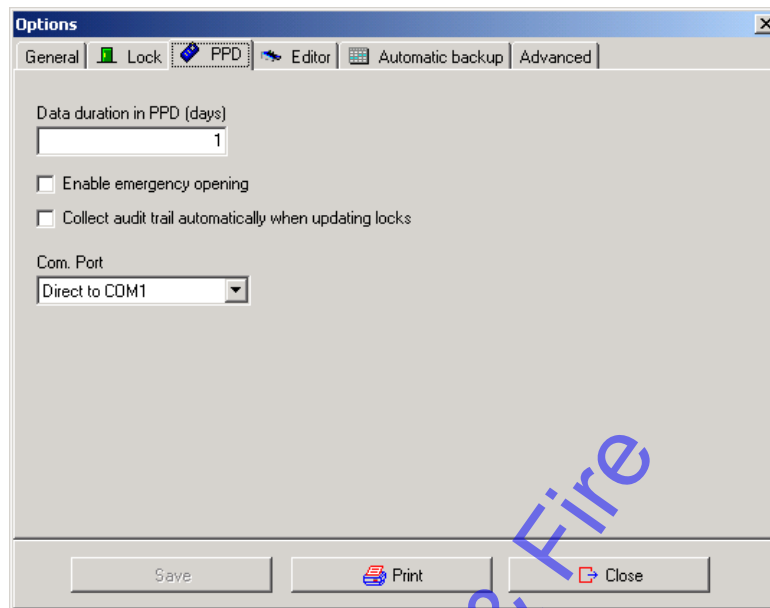 Options
General Lock PPD Editor Automatic backup Advanced
Data duration in PPD (days)
1
Enable emergency opening
Collect audit trail automatically when updating locks
Com. Port
Direct to COM1
Fire
Save Print Close